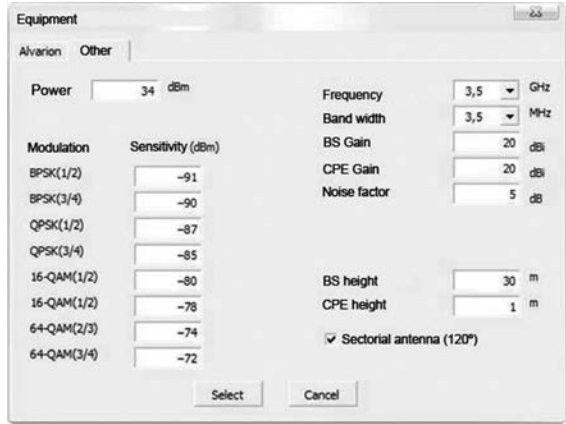 Equipment
Alvarion Other
Power 34 dBm
Frequency 3,5 GHz
Band width 3,5 MHz
Modulation Sensitivity (dBm)
BS Gain 20 dBi
BPSK(1/2) −91
CPE Gain 20 dBi
BPSK(3/4) −90
Noise factor 5 dB
QPSK(1/2) −87
QPSK(3/4) −85
16-QAM(1/2) −80
BS height 30 m
16-QAM(1/2) −78
CPE height 1 m
64-QAM(2/3) −74
Sectorial antenna (120º)
64-QAM(3/4) −72
Select Cancel